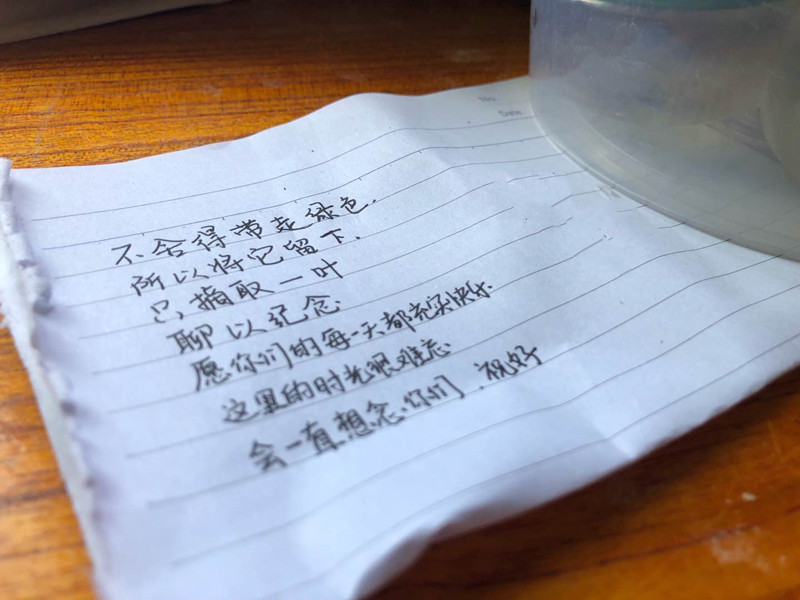 No.
Date
不舍得带走绿色.
所以将它留下.
只摘取一叶
聊以纪念
愿你们的每一天都充实快乐
这里的时光很难忘.
会一直想念你们.祝好